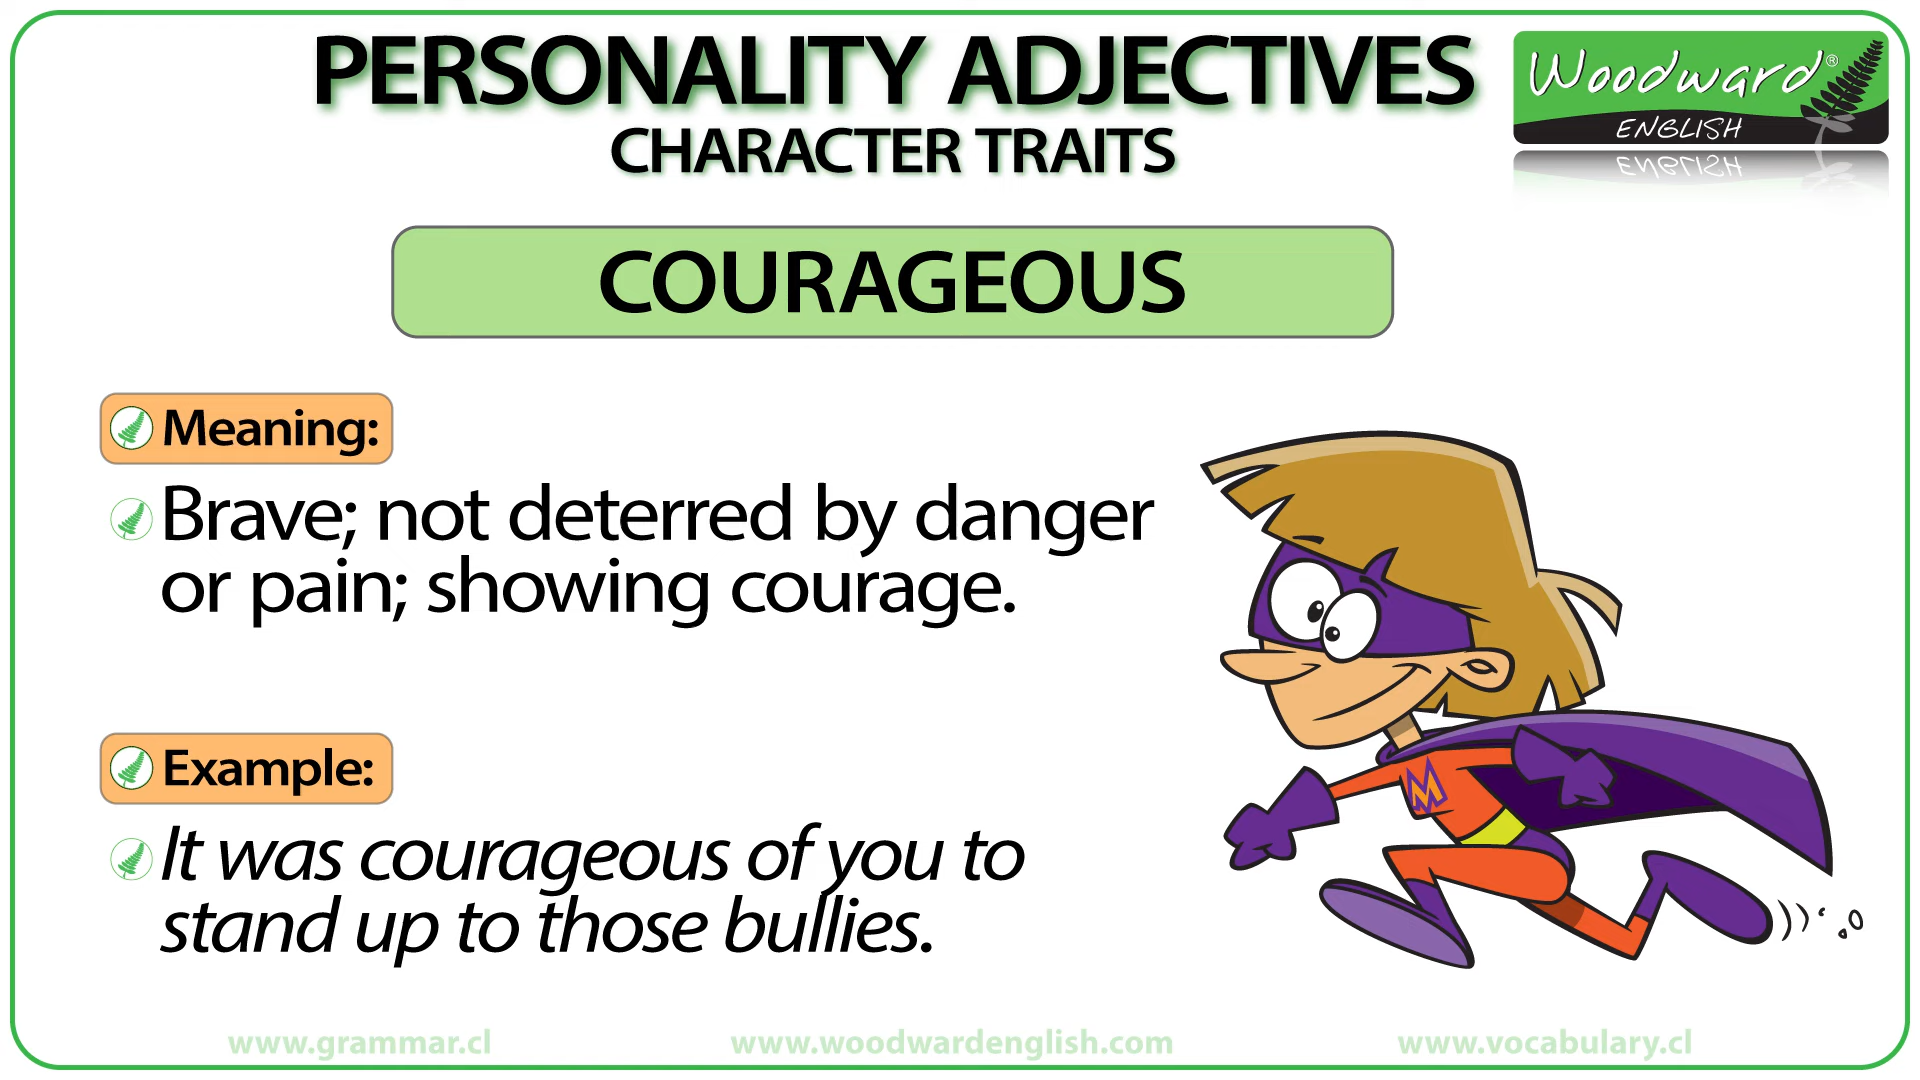 PERSONALITY ADJECTIVES
CHARACTER TRAITS
Woodward®
ENGLISH
COURAGEOUS
Meaning:
Brave; not deterred by danger
or pain; showing courage.
Example:
It was courageous of you to
stand up to those bullies.
M
www.grammar.cl
www.woodwardenglish.com
www.vocabulary.cl